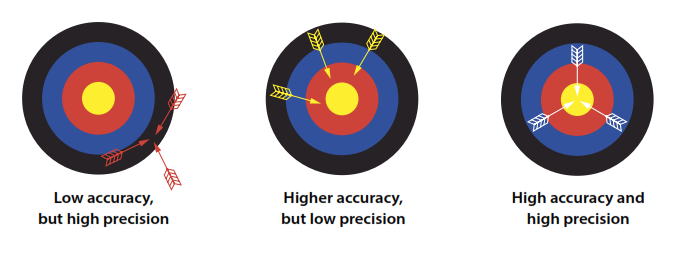 Low accuracy,
but high precision
Higher accuracy,
but low precision
High accuracy and
high precision